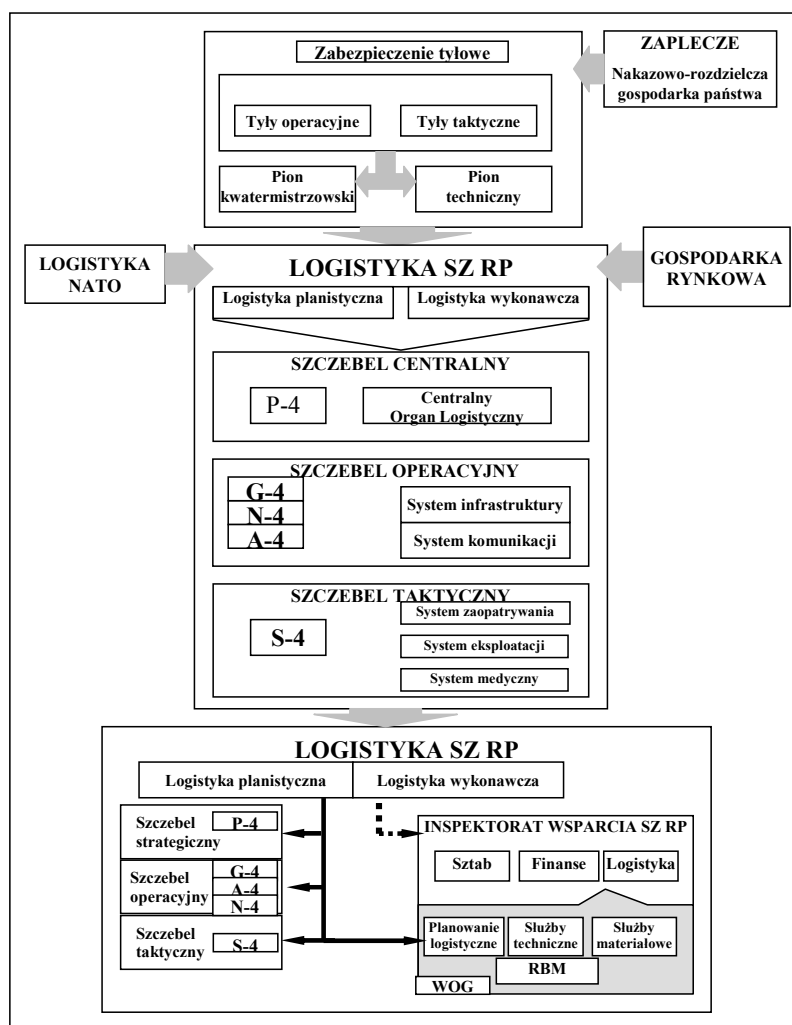 Zabezpieczenie tyłowe
ZAPLECZE
Nakazowo-rozdzielcza
gospodarka państwa
Tyły operacyjne
Tyły taktyczne
Pion
kwatermistrzowski
Pion
techniczny
LOGISTYKA
NATO
LOGISTYKA SZ RP
GOSPODARKA
RYNKOWA
Logistyka planistyczna
Logistyka wykonawcza
SZCZEBEL CENTRALNY
P-4
Centralny
Organ Logistyczny
SZCZEBEL OPERACYJNY
G-4
N-4
A-4
System infrastruktury
System komunikacji
SZCZEBEL TAKTYCZNY
S-4
System zaopatrywania
System eksploatacji
System medyczny
LOGISTYKA SZ RP
Logistyka planistyczna
Logistyka wykonawcza
Szczebel
strategiczny
P-4
Szczebel
operacyjny
G-4
A-4
N-4
Szczebel
taktyczny
S-4
INSPEKTORAT WSPARCIA SZ RP
Sztab
Finanse
Logistyka
Planowanie
logistyczne
Służby
techniczne
Służby
materiałowe
RBM
WOG